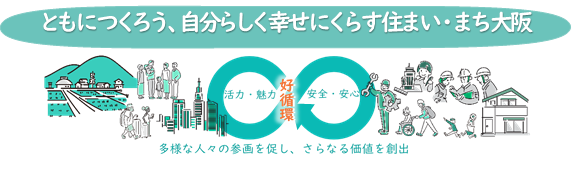 ともにつくろう、自分らしく幸せにくらす住まい・まち大阪
活力・魅力
好循環
安全・安心
多様な人々の参画を促し、さらなる価値を創出